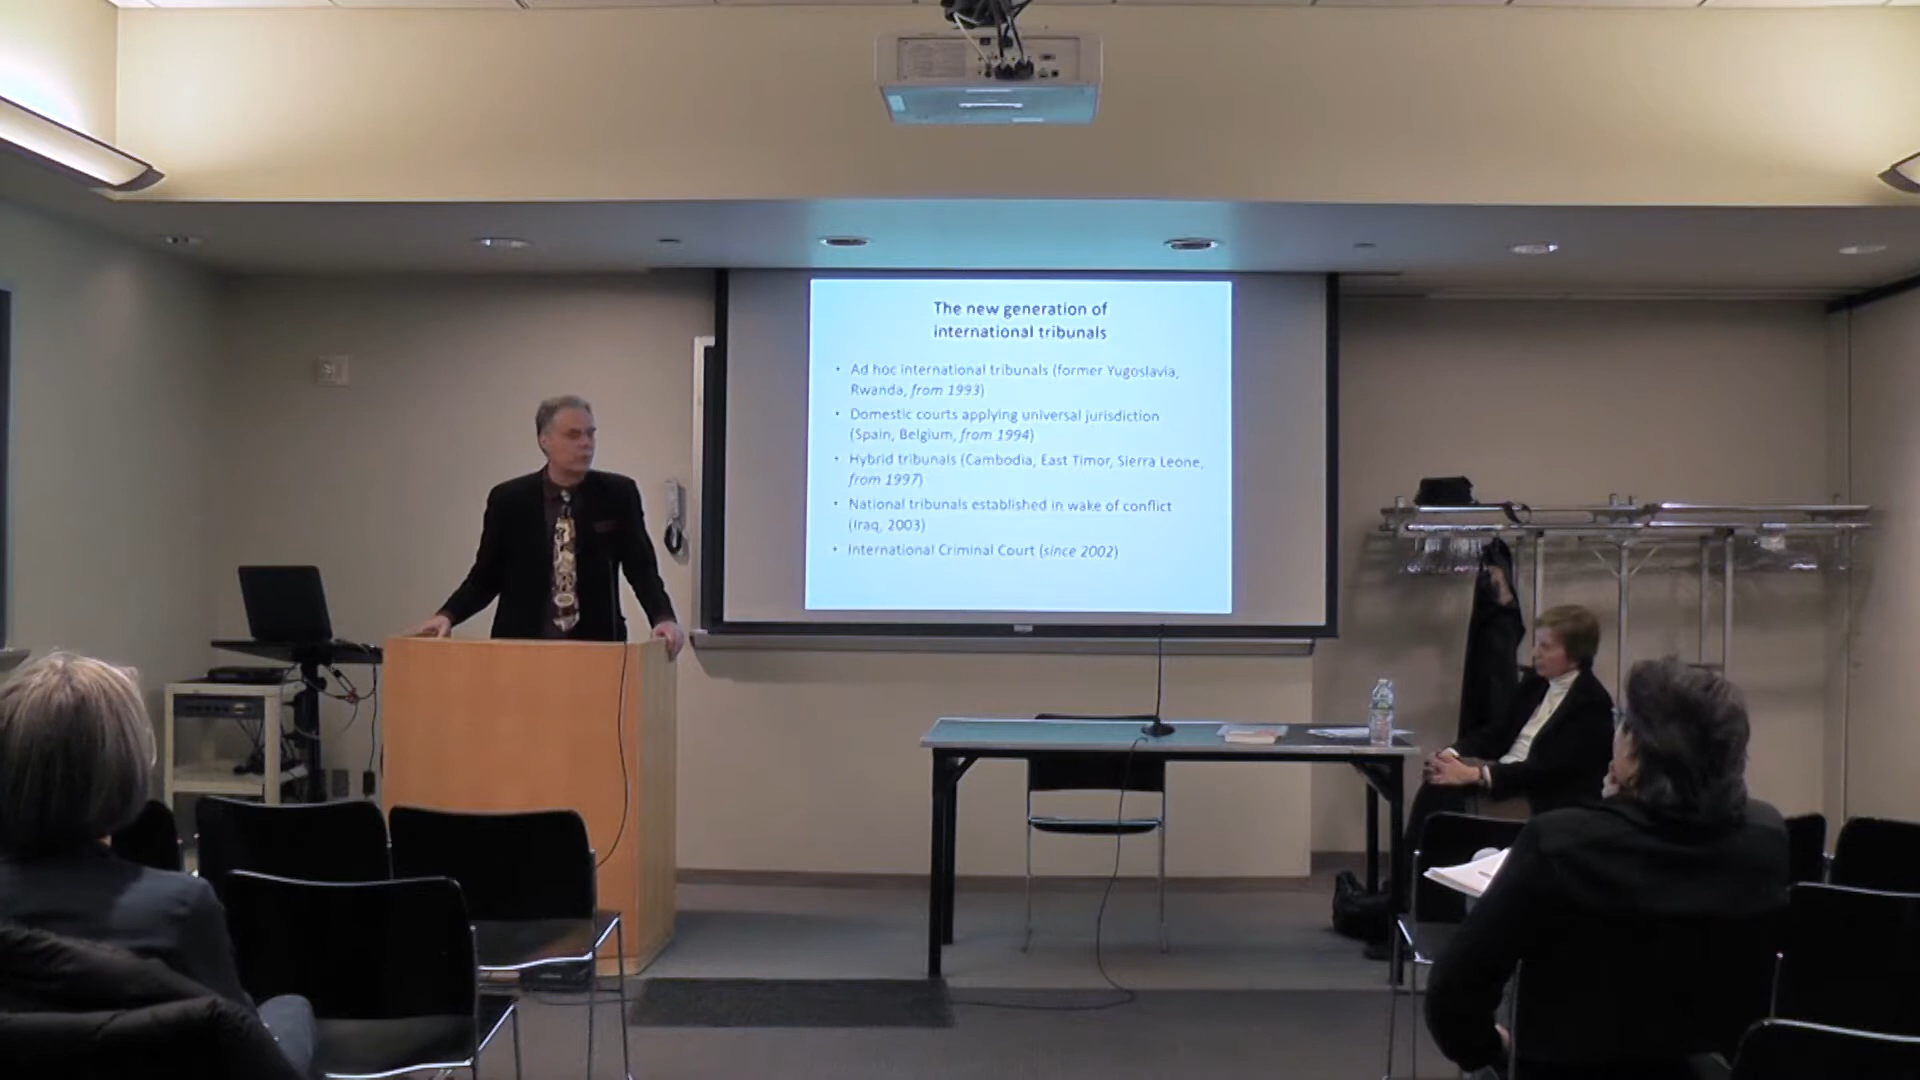 The new generation of
international tribunals
• Ad hoc international tribunals (former Yugoslavia,
Rwanda, from 1993)
• Domestic courts applying universal jurisdiction
(Spain, Belgium, from 1994)
• Hybrid tribunals (Cambodia, East Timor, Sierra Leone,
from 1997)
• National tribunals established in wake of conflict
(Iraq, 2003)
• International Criminal Court (since 2002)